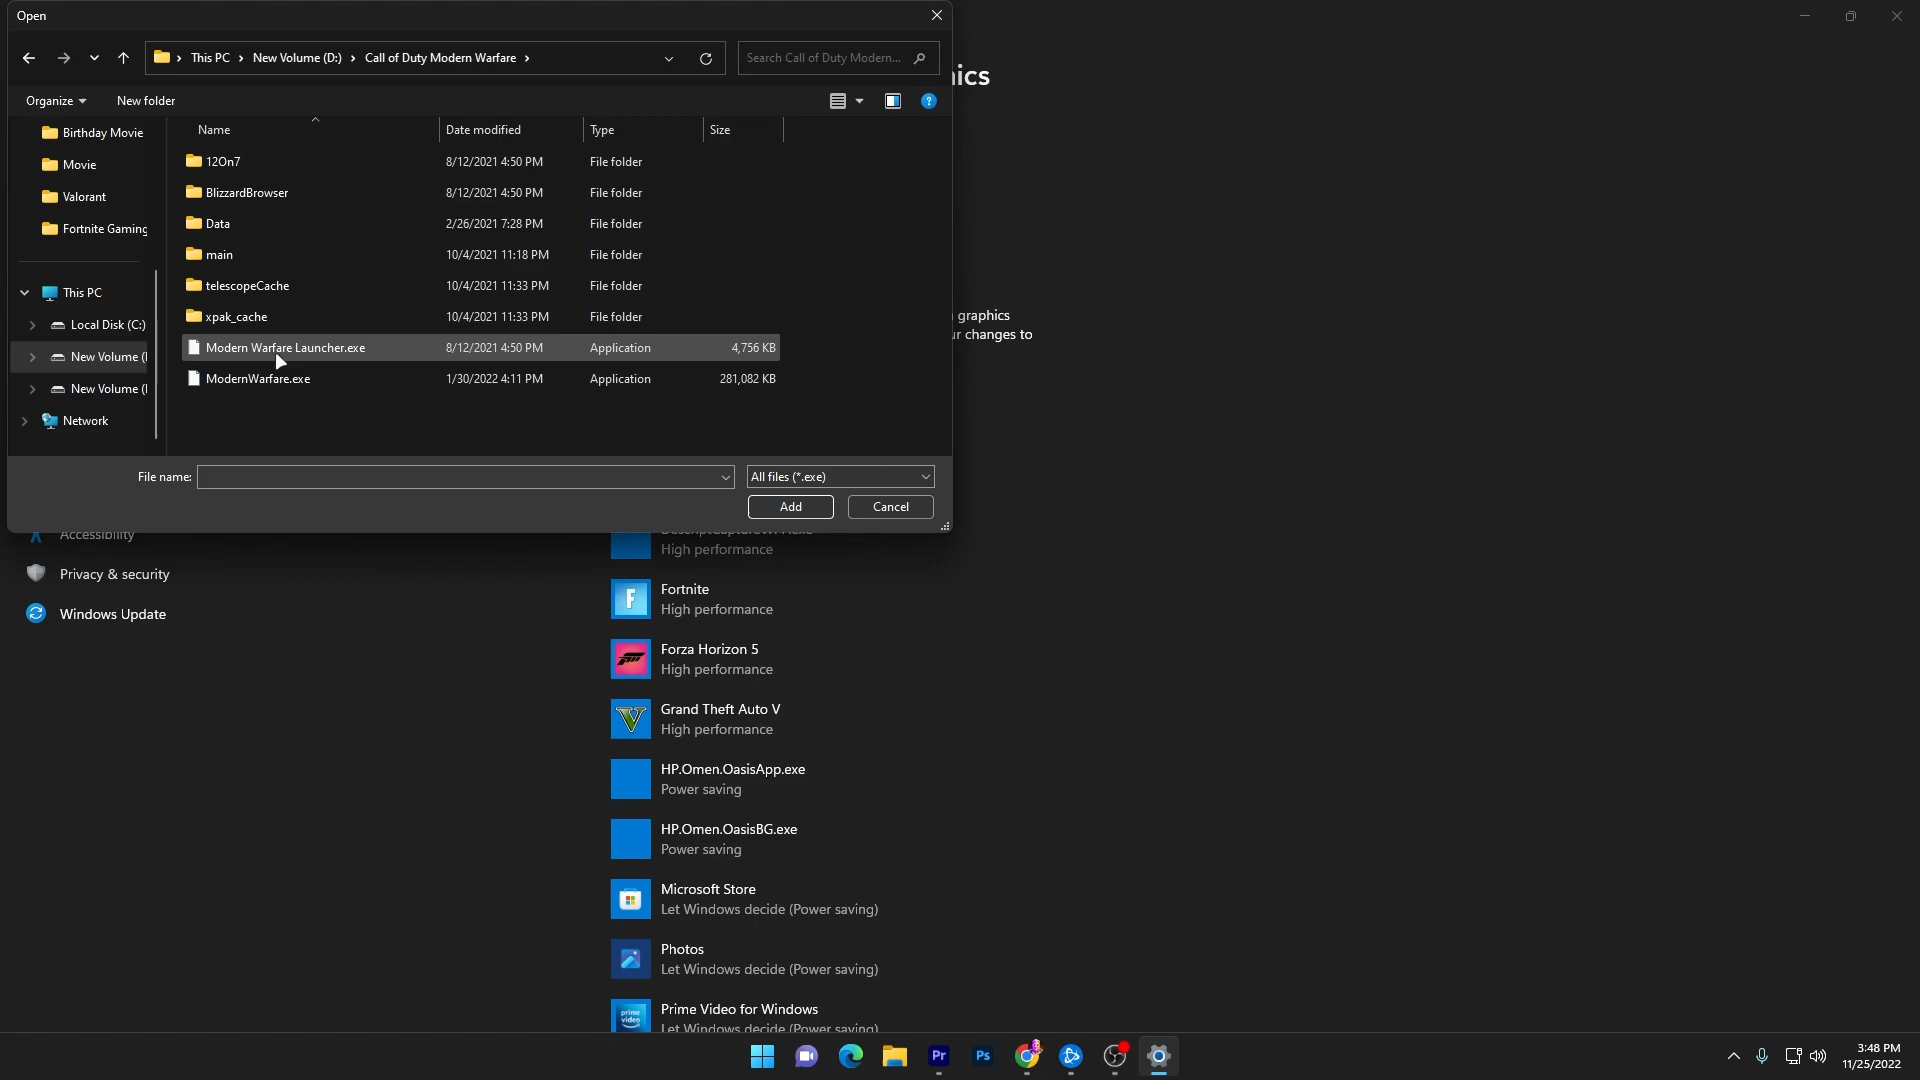 Open
This PC
New Volume (D:)
Call of Duty Modern Warfare
Search Call of Duty Modern...
ics
Organize
New folder
Name
Date modified
Type
Size
Birthday Movie
Movie
Valorant
Fortnite Gaming
This PC
Local Disk (C:)
New Volume (
New Volume (
Network
12On7 8/12/2021 4:50 PM File folder
BlizzardBrowser 8/12/2021 4:50 PM File folder
Data 2/26/2021 7:28 PM File folder
main 10/4/2021 11:18 PM File folder
telescopeCache 10/4/2021 11:33 PM File folder
xpak_cache 10/4/2021 11:33 PM File folder
Modern Warfare Launcher.exe 8/12/2021 4:50 PM Application 4,756 KB
ModernWarfare.exe 1/30/2022 4:11 PM Application 281,082 KB
graphics
ur changes to
File name:
All files (*.exe)
Add
Cancel
Accessibility
Privacy & security
Windows Update
High performance
Fortnite
High performance
Forza Horizon 5
High performance
Grand Theft Auto V
High performance
HP.Omen.OasisApp.exe
Power saving
HP.Omen.OasisBG.exe
Power saving
Microsoft Store
Let Windows decide (Power saving)
Photos
Let Windows decide (Power saving)
prime video
Prime Video for Windows
Let Windows decide (Power saving)
Pr
Ps
3:48 PM
11/25/2022